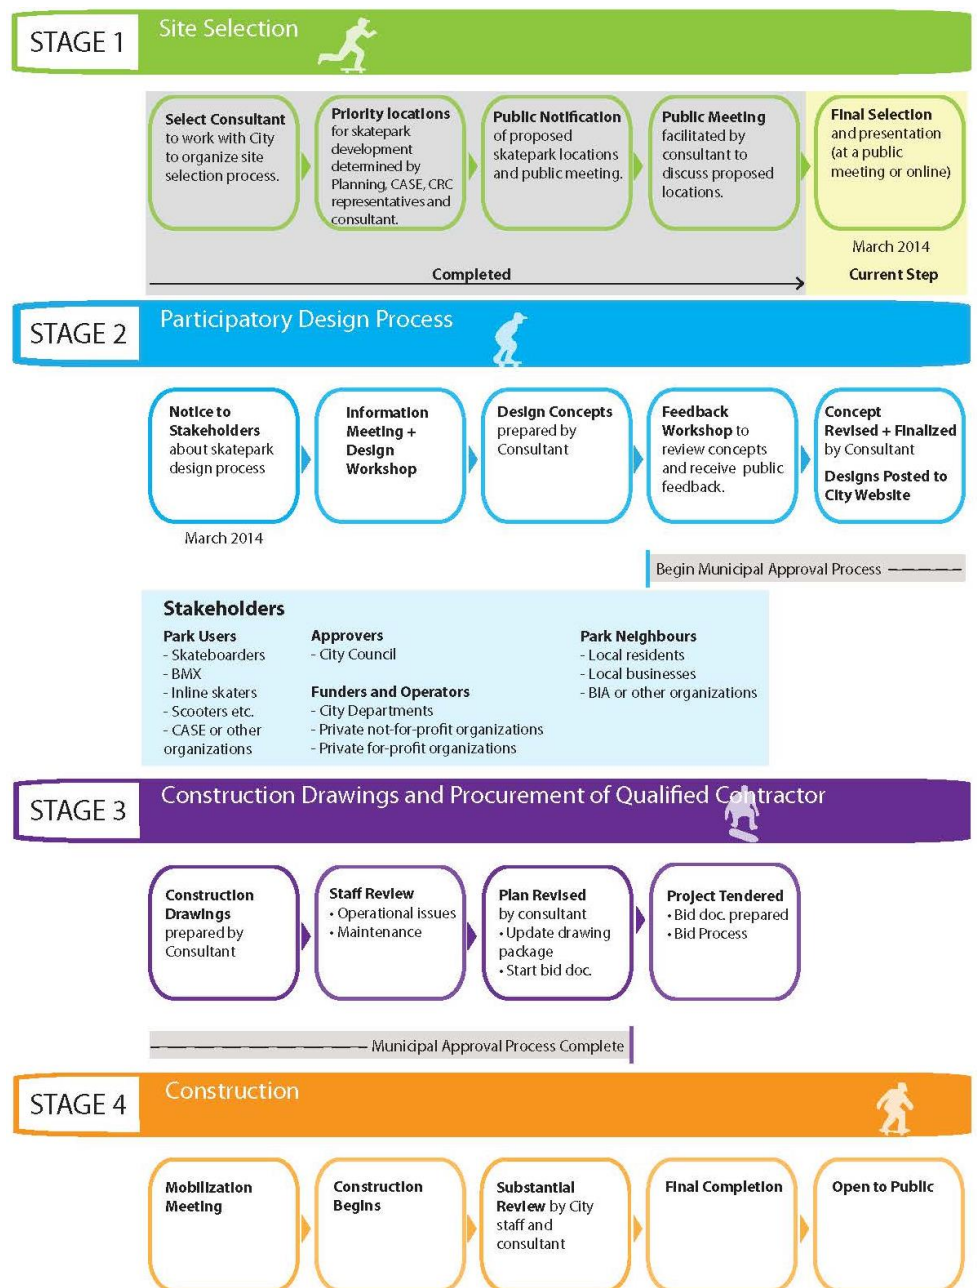 STAGE 1
Site Selection
Select Consultant
to work with City
to organize site
selection process.
Priority locations
for skatepark
development
determined by
Planning, CASE, CRC
representatives and
consultant.
Public Notification
of proposed
skatepark locations
and public meeting.
Public Meeting
facilitated by
consultant to
discuss proposed
locations.
Final Selection
and presentation
(at a public
meeting or online)
March 2014
Completed
Current Step
STAGE 2
Participatory Design Process
Notice to
Stakeholders
about skatepark
design process
Information
Meeting +
Design
Workshop
Design Concepts
prepared by
Consultant
Feedback
Workshop to
review concepts
and receive public
feedback.
Concept
Revised + Finalized
by Consultant
Designs Posted to
City Website
March 2014
Begin Municipal Approval Process
Stakeholders
Park Users
- Skateboarders
- BMX
- Inline skaters
- Scooters etc.
- CASE or other
organizations
Approvers
- City Council
Funders and Operators
- City Departments
- Private not-for-profit organizations
- Private for-profit organizations
Park Neighbours
- Local residents
- Local businesses
- BIA or other organizations
STAGE 3
Construction Drawings and Procurement of Qualified Contractor
Construction
Drawings
prepared by
Consultant
Staff Review
• Operational issues
• Maintenance
Plan Revised
by consultant
• Update drawing
package
• Start bid doc.
Project Tendered
• Bid doc. prepared
• Bid Process
Municipal Approval Process Complete
STAGE 4
Construction
Mobilization
Meeting
Construction
Begins
Substantial
Review by City
staff and
consultant
Final Completion
Open to Public